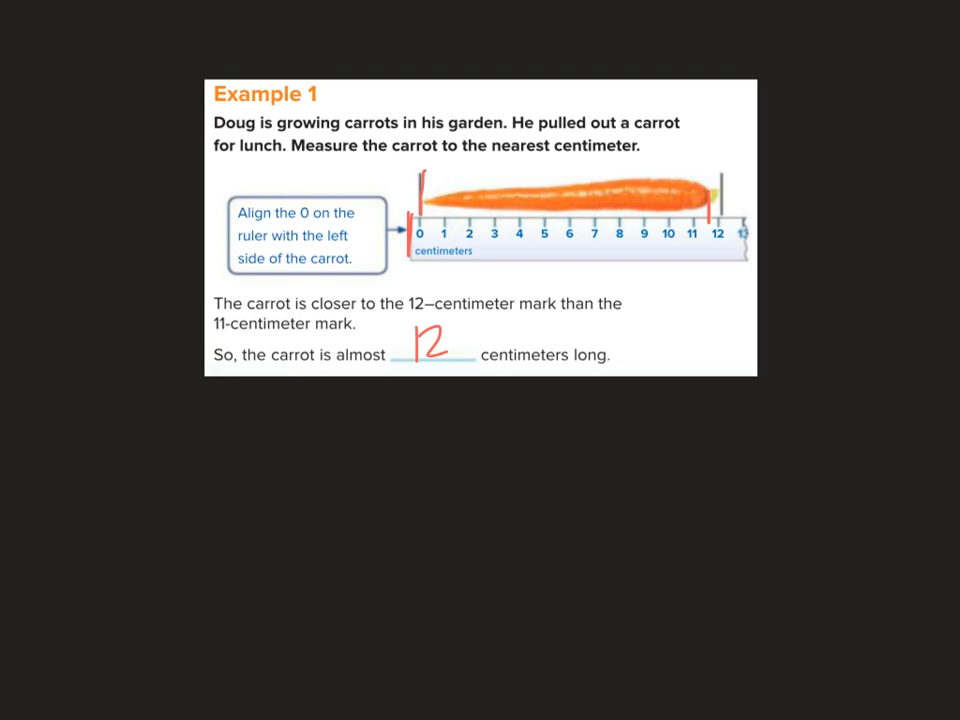 Example 1
Doug is growing carrots in his garden. He pulled out a carrot
for lunch. Measure the carrot to the nearest centimeter.
Align the 0 on the
ruler with the left
side of the carrot.
0 1 2 3 4 5 6 7 8 9 10 11 12 13
centimeters
The carrot is closer to the 12–centimeter mark than the
11-centimeter mark.
So, the carrot is almost 12 centimeters long.